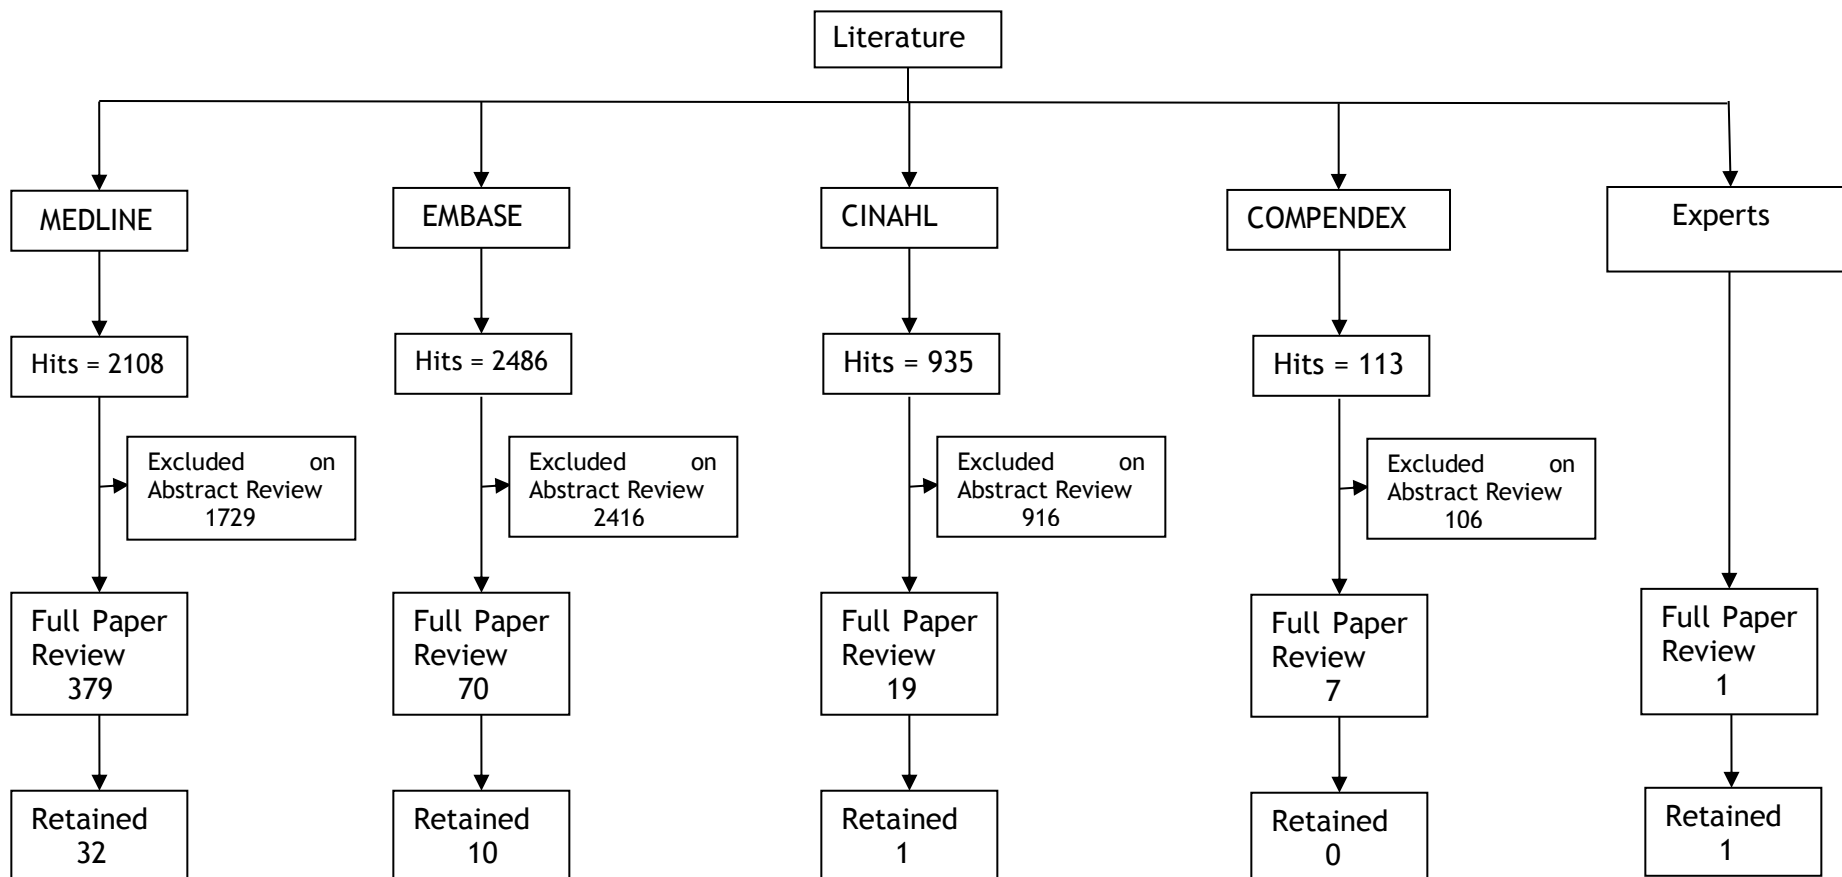 Literature
MEDLINE
EMBASE
CINAHL
COMPENDEX
Experts
Hits = 2108
Hits = 2486
Hits = 935
Hits = 113
Excluded on
Abstract Review
1729
Excluded on
Abstract Review
2416
Excluded on
Abstract Review
916
Excluded on
Abstract Review
106
Full Paper
Review
379
Full Paper
Review
70
Full Paper
Review
19
Full Paper
Review
7
Full Paper
Review
1
Retained
32
Retained
10
Retained
1
Retained
0
Retained
1